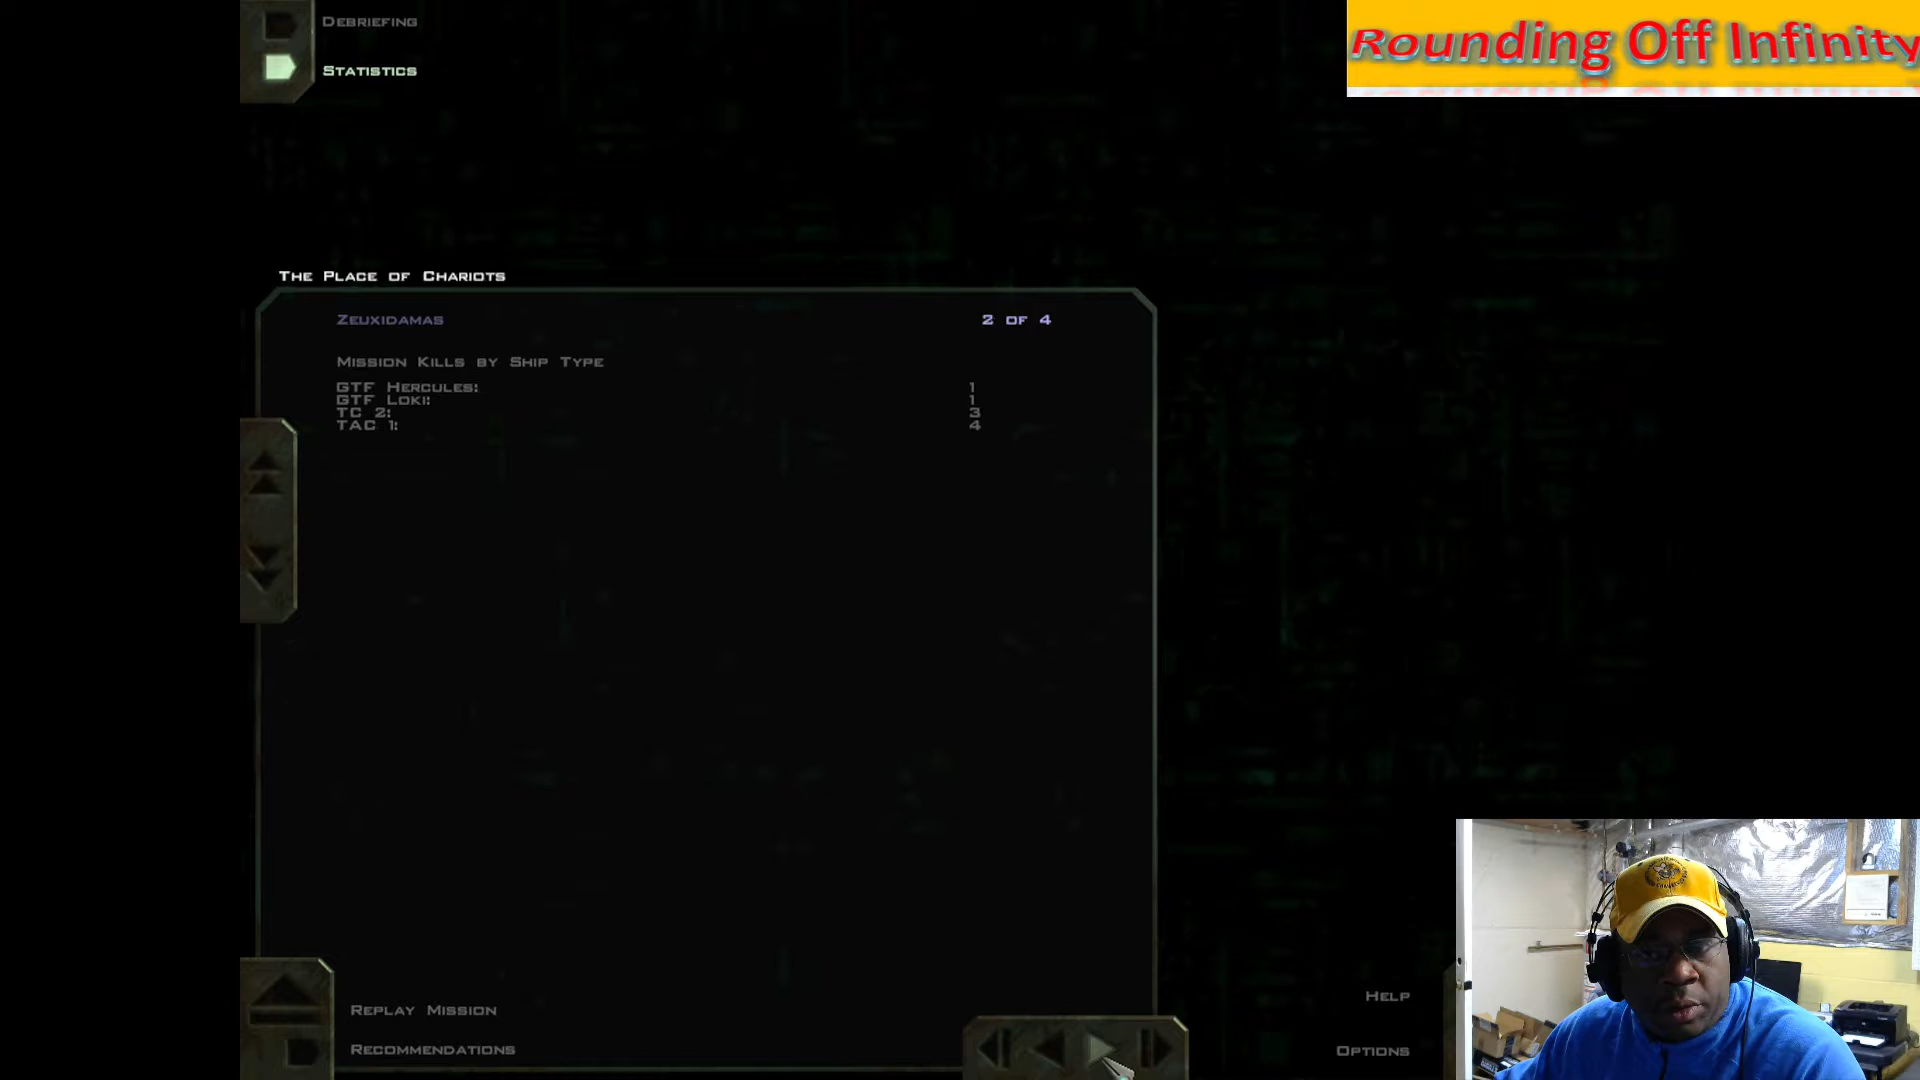 Debriefing
Statistics
Rounding Off Infinity
The Place of Chariots
Zeuxidamas 2 of 4
Mission Kills by Ship Type
GTF Hercules: 1
GTF Loki: 1
TC 2: 3
TAC 1: 4
Replay Mission
Recommendations
Help
Options